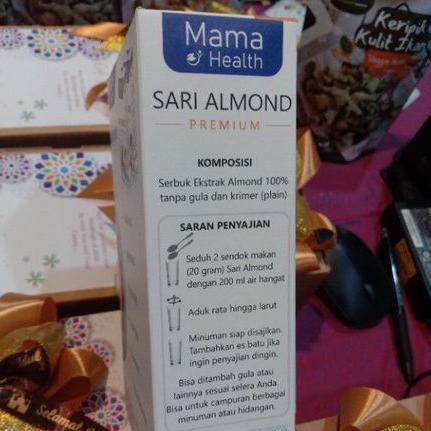 Mama
Health
SARI ALMOND
PREMIUM
KOMPOSISI
Serbuk Ekstrak Almond 100%
tanpa gula dan krimer (plain)
SARAN PENYAJIAN
Seduh 2 sendok makan
(20 gram) Sari Almond
dengan 200 ml air hangat
Aduk rata hingga larut
Minuman siap disajikan.
Tambahkan es batu jika
ingin penyajian dingin.
Bisa ditambah gula atau
lainnya sesuai selera Anda.
Bisa untuk campuran berbagai
minuman atau hidangan.
Keripik
Kulit Ikan
Selamat